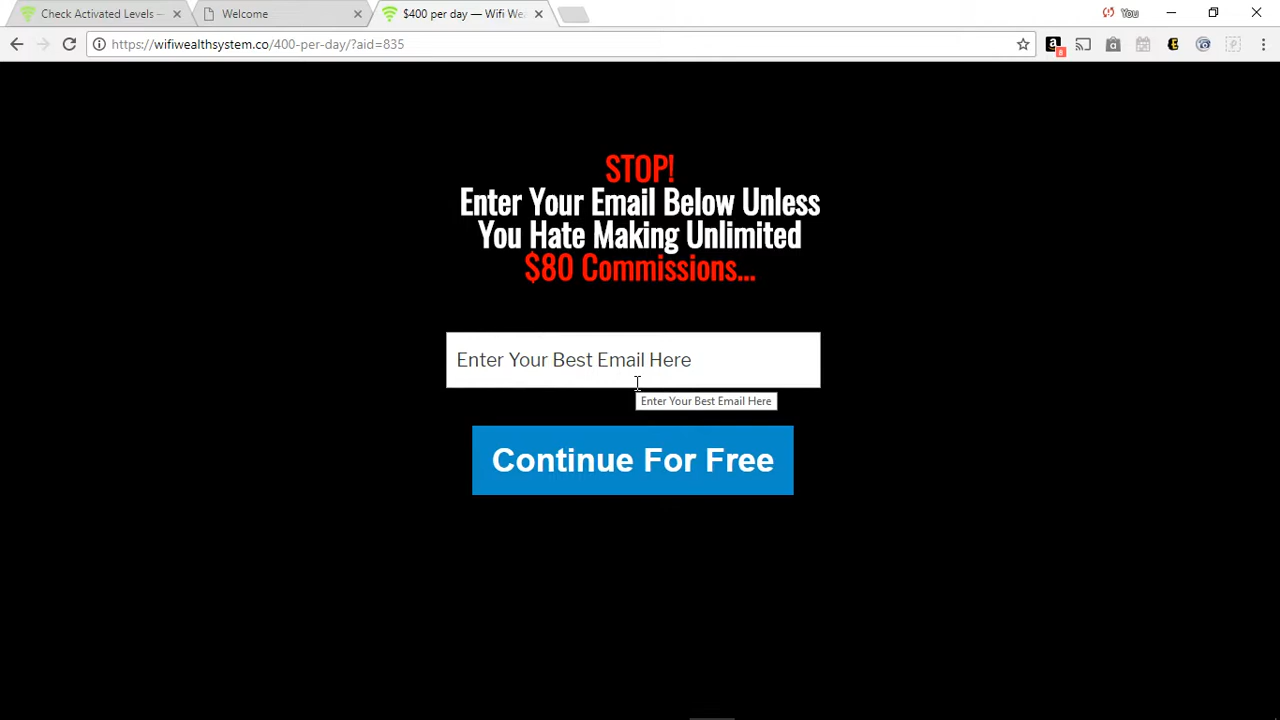 Check Activated Levels –
Welcome
$400 per day — Wifi We
You
https://wifiwealthsystem.co/400-per-day/?aid=835
STOP!
Enter Your Email Below Unless
You Hate Making Unlimited
$80 Commissions...
Enter Your Best Email Here
Enter Your Best Email Here
Continue For Free